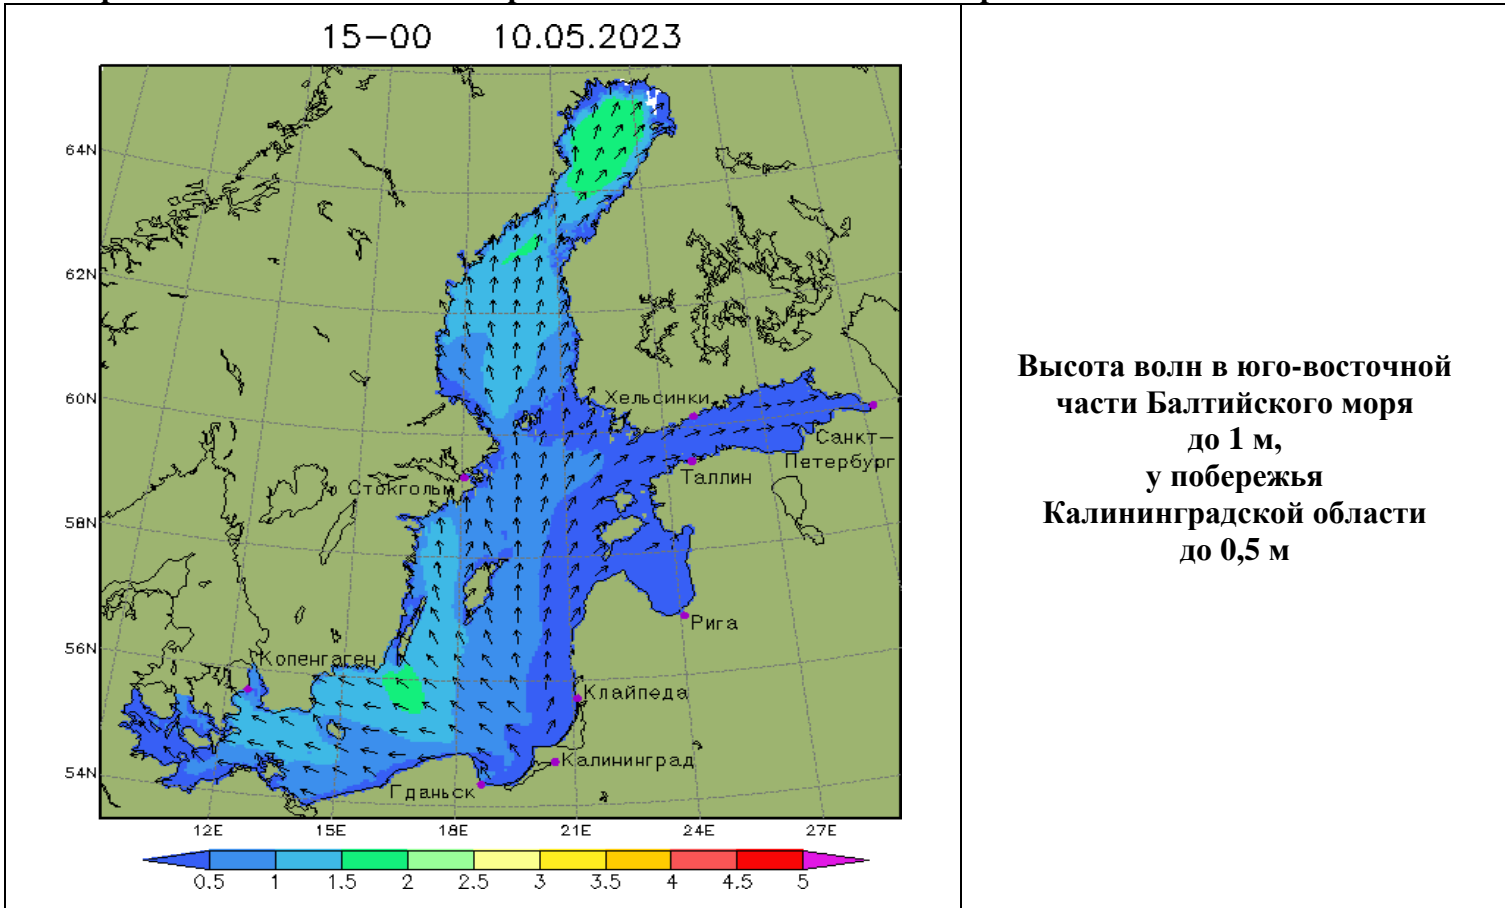 15-00 10.05.2023
64N
62N
60N
58N
56N
54N
Хельсинки
Санкт-
Петербург
Таллин
Стокгольм
Рига
Копенгаген
Клайпеда
Калининград
Гданьск
12E 15E 18E 21E 24E 27E
0.5 1 1.5 2 2.5 3 3.5 4 4.5 5
Высота волн в юго-восточной
части Балтийского моря
до 1 м,
у побережья
Калининградской области
до 0,5 м